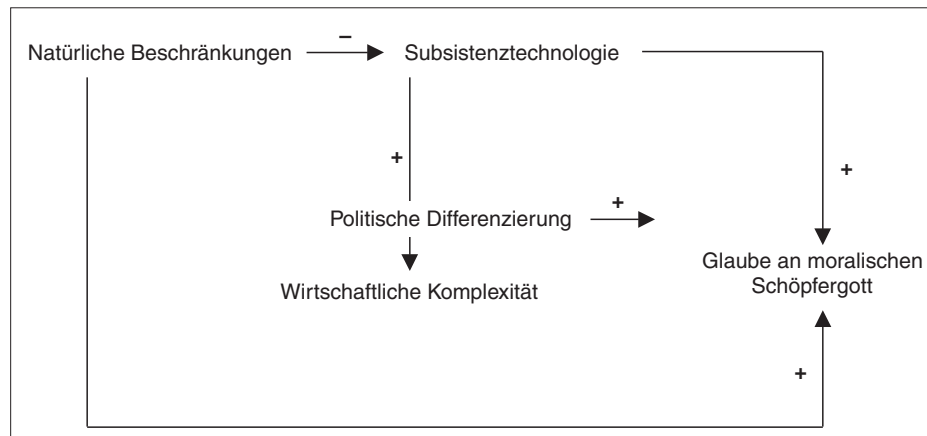 Natürliche Beschränkungen – Subsistenztechnologie
+
+
Politische Differenzierung +
Glaube an moralischen
Schöpfergott
Wirtschaftliche Komplexität
+